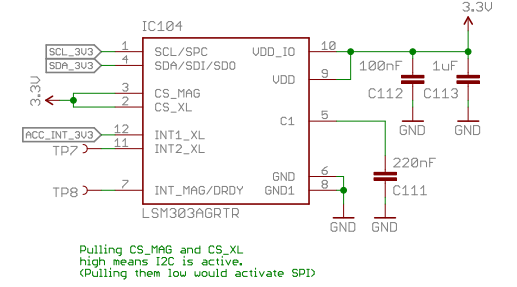 3.3V
IC104
SCL_3V3 1 SCL/SPC VDD_IO 10
SDA_3V3 4 SDA/SDI/SDO 100nF 1uF
VDD 9
3.3V 3 CS_MAG C112 C113
2 CS_XL
C1 5 GND GND
ACC_INT_3V3 12 INT1_XL
TP7 11 INT2_XL
220nF
GND 6
TP8 7 INT_MAG/DRDY GND1 8 C111
LSM303AGRTR GND GND
Pulling CS_MAG and CS_XL
high means I2C is active.
(Pulling them low would activate SPI)